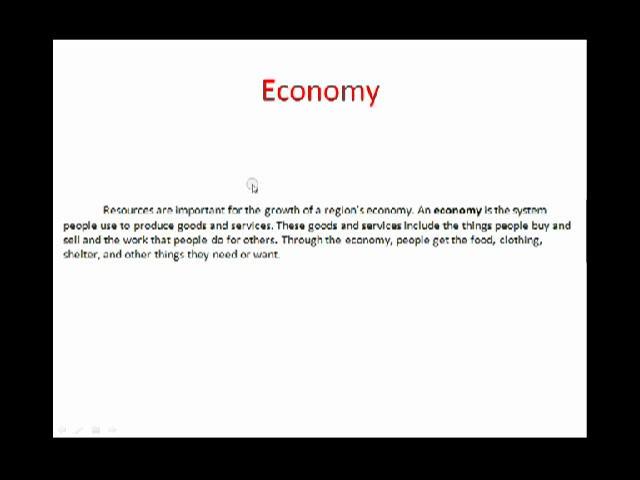 Economy
Resources are important for the growth of a region's economy. An economy is the system
people use to produce goods and services. These goods and services include the things people buy and
sell and the work that people do for others. Through the economy, people get the food, clothing,
shelter, and other things they need or want.